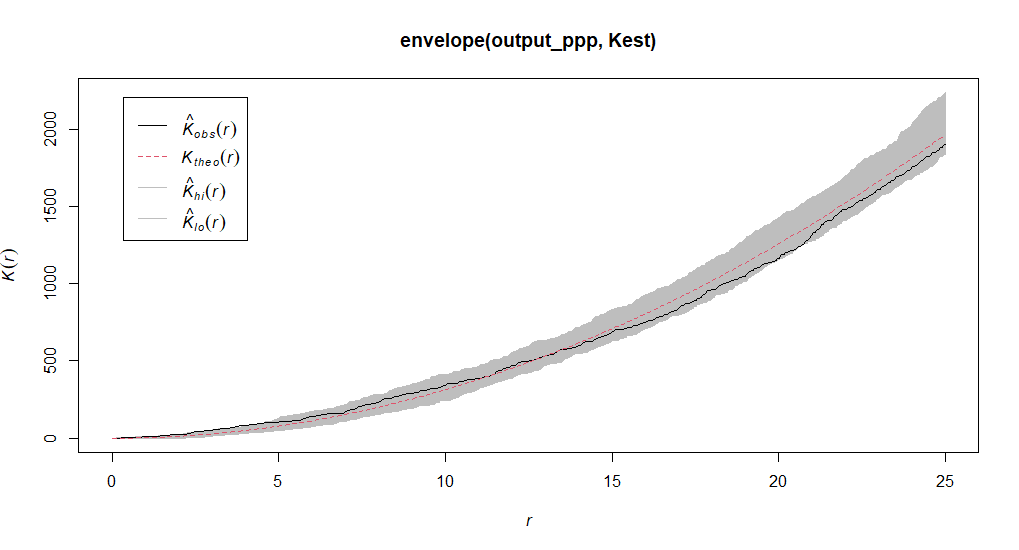 envelope(output_ppp, Kest)
K̂obs(r)
Ktheo(r)
K̂hi(r)
K̂lo(r)
K(r)
2000
1500
1000
500
0
0 5 10 15 20 25
r